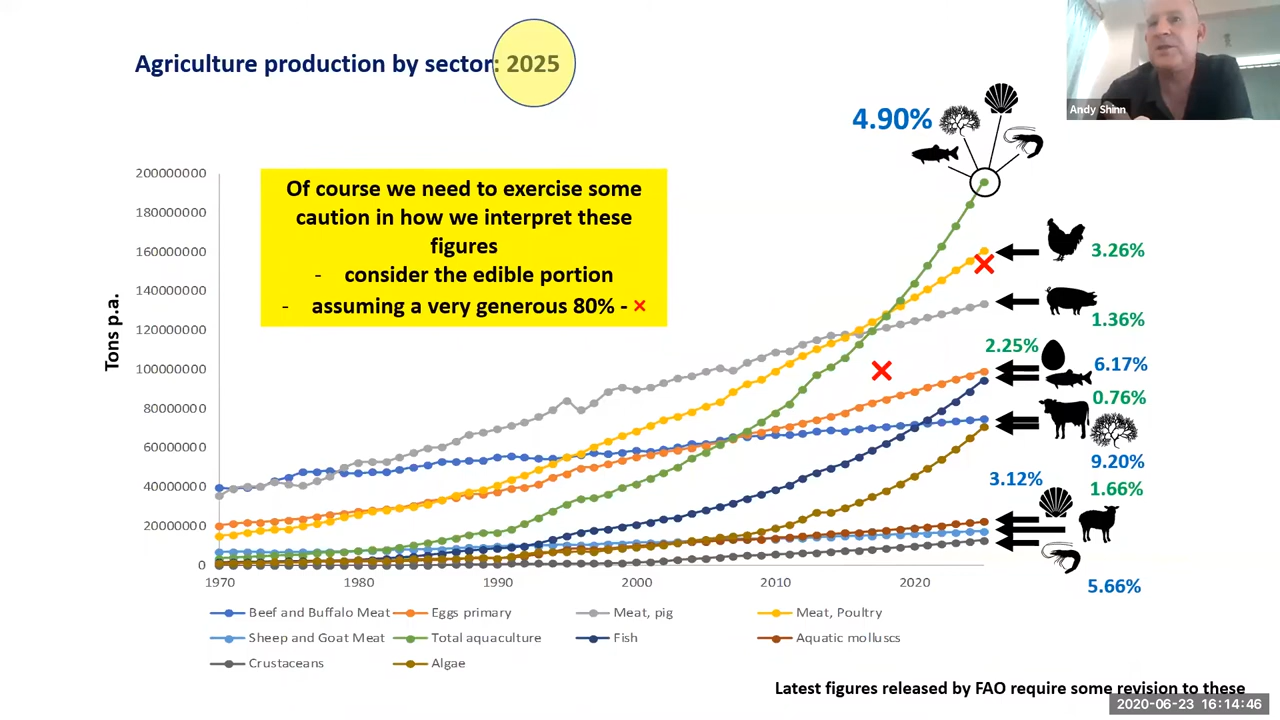 Agriculture production by sector: 2025
Andy Shinn
4.90%
Of course we need to exercise some
caution in how we interpret these
figures
- consider the edible portion
- assuming a very generous 80% - ×
Tons p.a.
200000000
180000000
160000000
140000000
120000000
100000000
80000000
60000000
40000000
20000000
0
1970
1980
1990
2000
2010
2020
3.26%
1.36%
2.25%
6.17%
0.76%
9.20%
3.12%
1.66%
5.66%
Beef and Buffalo Meat
Eggs primary
Meat, pig
Meat, Poultry
Sheep and Goat Meat
Total aquaculture
Fish
Aquatic molluscs
Crustaceans
Algae
Latest figures released by FAO require some revision to these
2020-06-23 16:14:46